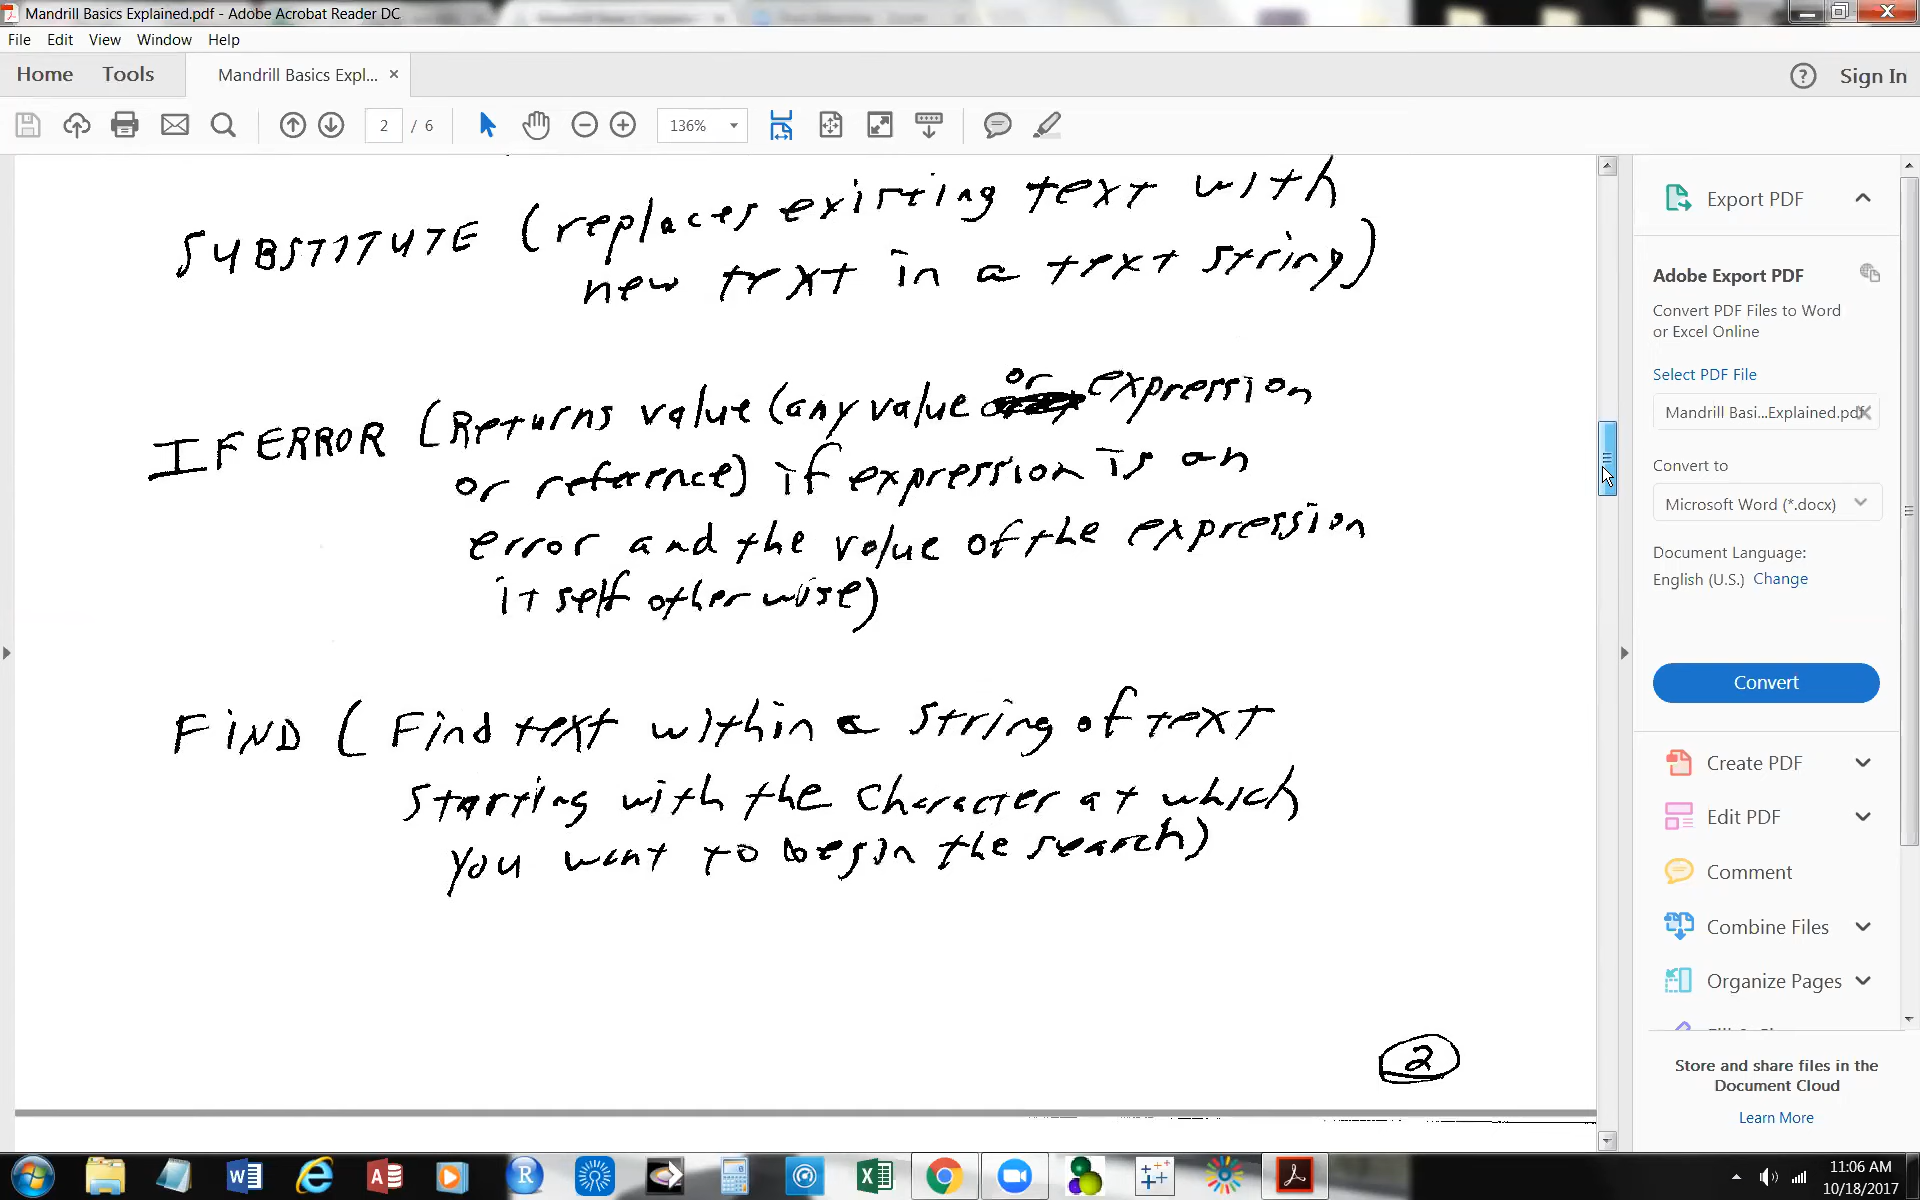 Mandrill Basics Explained.pdf - Adobe Acrobat Reader DC
File Edit View Window Help
Home Tools Mandrill Basics Expl... × ? Sign In
2 / 6 136%
SUBSTITUTE (replaces existing text with
new text in a text string)
IFERROR (Returns value (any value or expression
or reference) if expression is an
error and the value of the expression
itself otherwise)
FIND (Find text within a string of text
starting with the character at which
you want to begin the search)
2
Export PDF
Adobe Export PDF
Convert PDF Files to Word
or Excel Online
Select PDF File
Mandrill Basi...Explained.pdf
Convert to
Microsoft Word (*.docx)
Document Language:
English (U.S.) Change
Convert
Create PDF
Edit PDF
Comment
Combine Files
Organize Pages
Store and share files in the
Document Cloud
Learn More
11:06 AM
10/18/2017